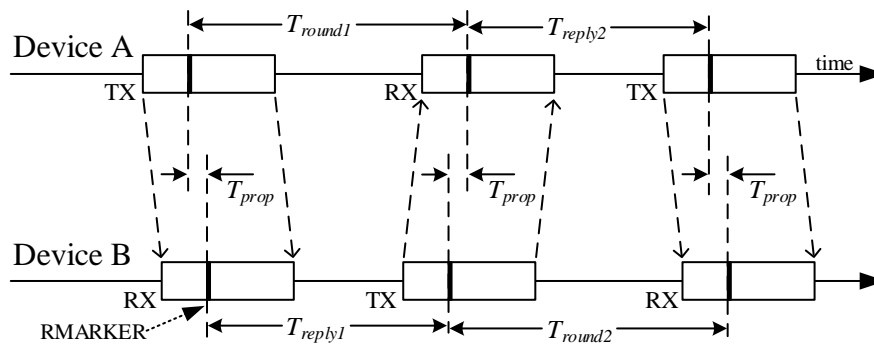 T_round1
T_reply2
Device A
time
TX
RX
TX
T_prop
T_prop
T_prop
Device B
RX
TX
RX
RMARKER
T_reply1
T_round2